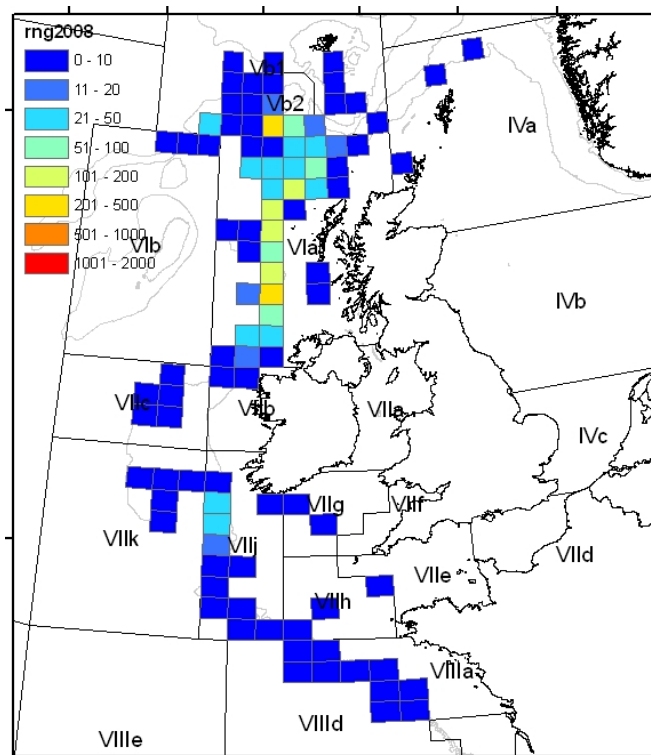 rng2008
0 - 10
11 - 20
21 - 50
51 - 100
101 - 200
201 - 500
501 - 1000
1001 - 2000
Vb1
Vb2
IVa
VIb
VIa
IVb
VIIc
VIIb
VIIa
IVc
VIIg
VIIf
VIIk
VIIj
VIId
VIIe
VIIh
VIIIa
VIIId
VIIIe